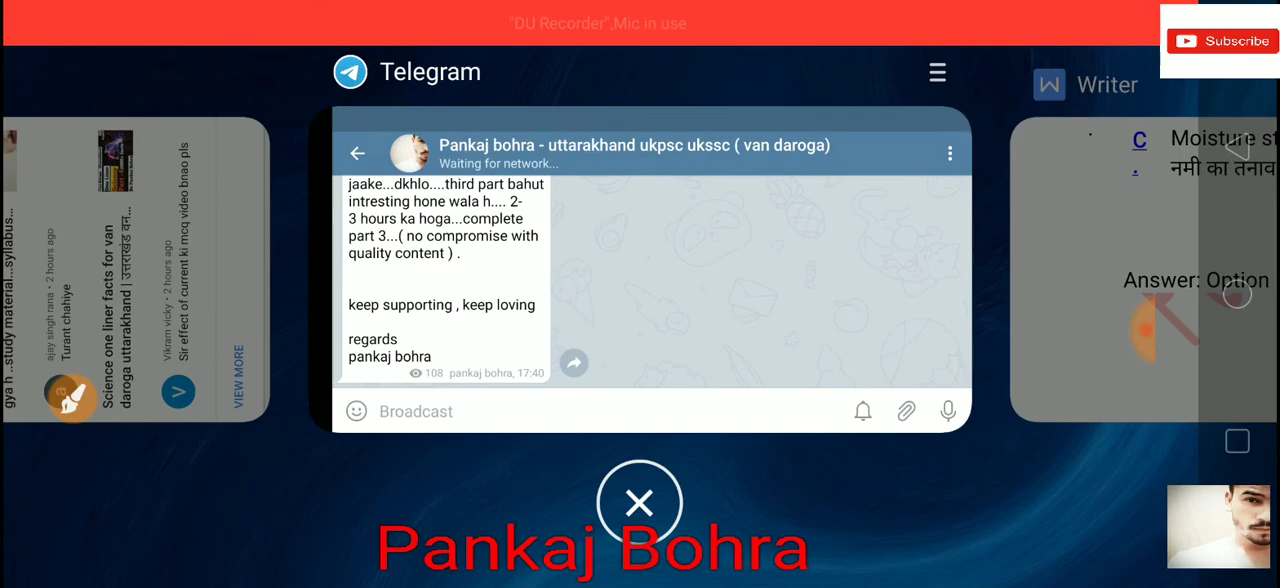 "DU Recorder",Mic in use
Subscribe
Telegram
Writer
Pankaj bohra - uttarakhand ukpsc ukssc ( van daroga)
Waiting for network...
jaake...dkhlo....third part bahut
intresting hone wala h.... 2-
3 hours ka hoga...complete
part 3...( no compromise with
quality content ) .
keep supporting , keep loving
regards
pankaj bohra
108 pankaj bohra, 17:40
Broadcast
gya h ..study material...syllabus...
ajay singh rana • 2 hours ago
Turant chahiye
Science one liner facts for van
daroga uttarakhand | उत्तराखंड वन...
Vikram vicky • 2 hours ago
Sir effect of current ki mcq video bnao pls
V
VIEW MORE
C Moisture st
. नमी का तनाव
Answer: Option
Pankaj Bohra